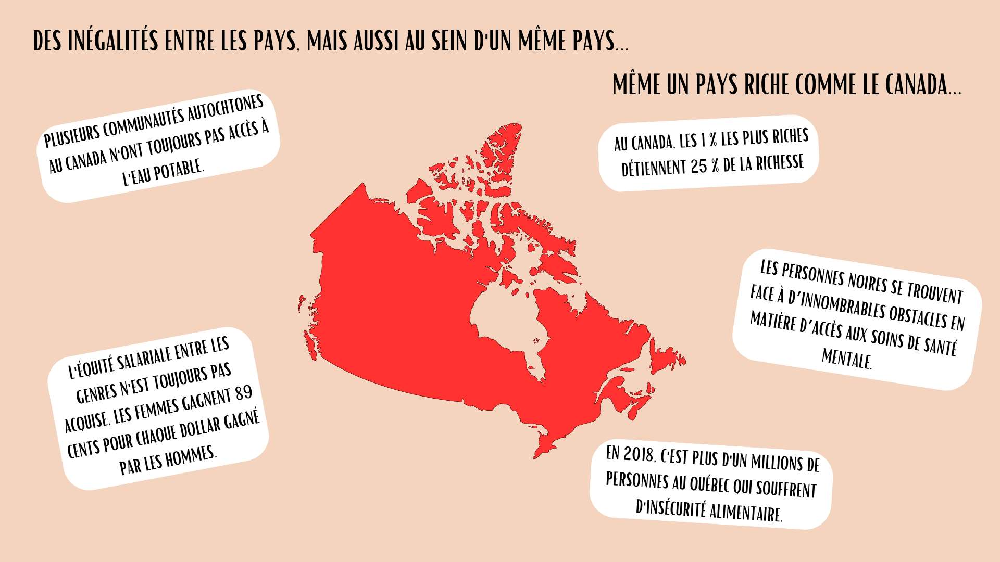 DES INÉGALITÉS ENTRE LES PAYS, MAIS AUSSI AU SEIN D'UN MÊME PAYS...
MÊME UN PAYS RICHE COMME LE CANADA...
PLUSIEURS COMMUNAUTÉS AUTOCHTONES
AU CANADA N'ONT TOUJOURS PAS ACCÈS À
L'EAU POTABLE.
AU CANADA, LES 1 % LES PLUS RICHES
DÉTIENNENT 25 % DE LA RICHESSE
LES PERSONNES NOIRES SE TROUVENT
FACE À D’INNOMBRABLES OBSTACLES EN
MATIÈRE D’ACCÈS AUX SOINS DE SANTÉ
MENTALE.
L'ÉQUITÉ SALARIALE ENTRE LES
GENRES N'EST TOUJOURS PAS
ACQUISE, LES FEMMES GAGNENT 89
CENTS POUR CHAQUE DOLLAR GAGNÉ
PAR LES HOMMES.
EN 2018, C'EST PLUS D'UN MILLIONS DE
PERSONNES AU QUÉBEC QUI SOUFFRENT
D'INSÉCURITÉ ALIMENTAIRE.